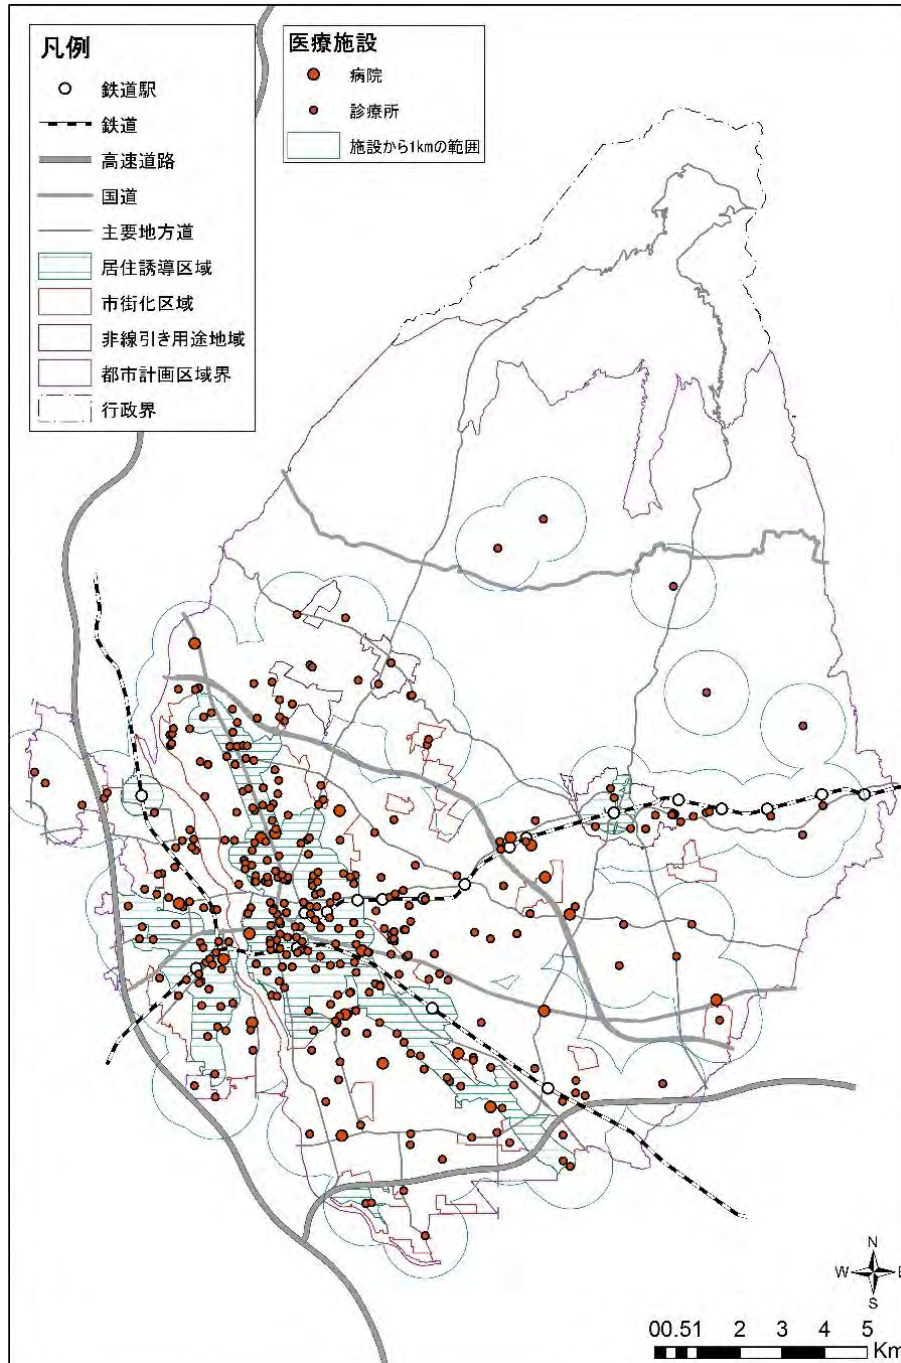 凡例
鉄道駅
鉄道
高速道路
国道
主要地方道
居住誘導区域
市街化区域
非線引き用途地域
都市計画区域界
行政界
医療施設
病院
診療所
施設から1kmの範囲
N
W E
S
00.51 2 3 4 5
Km